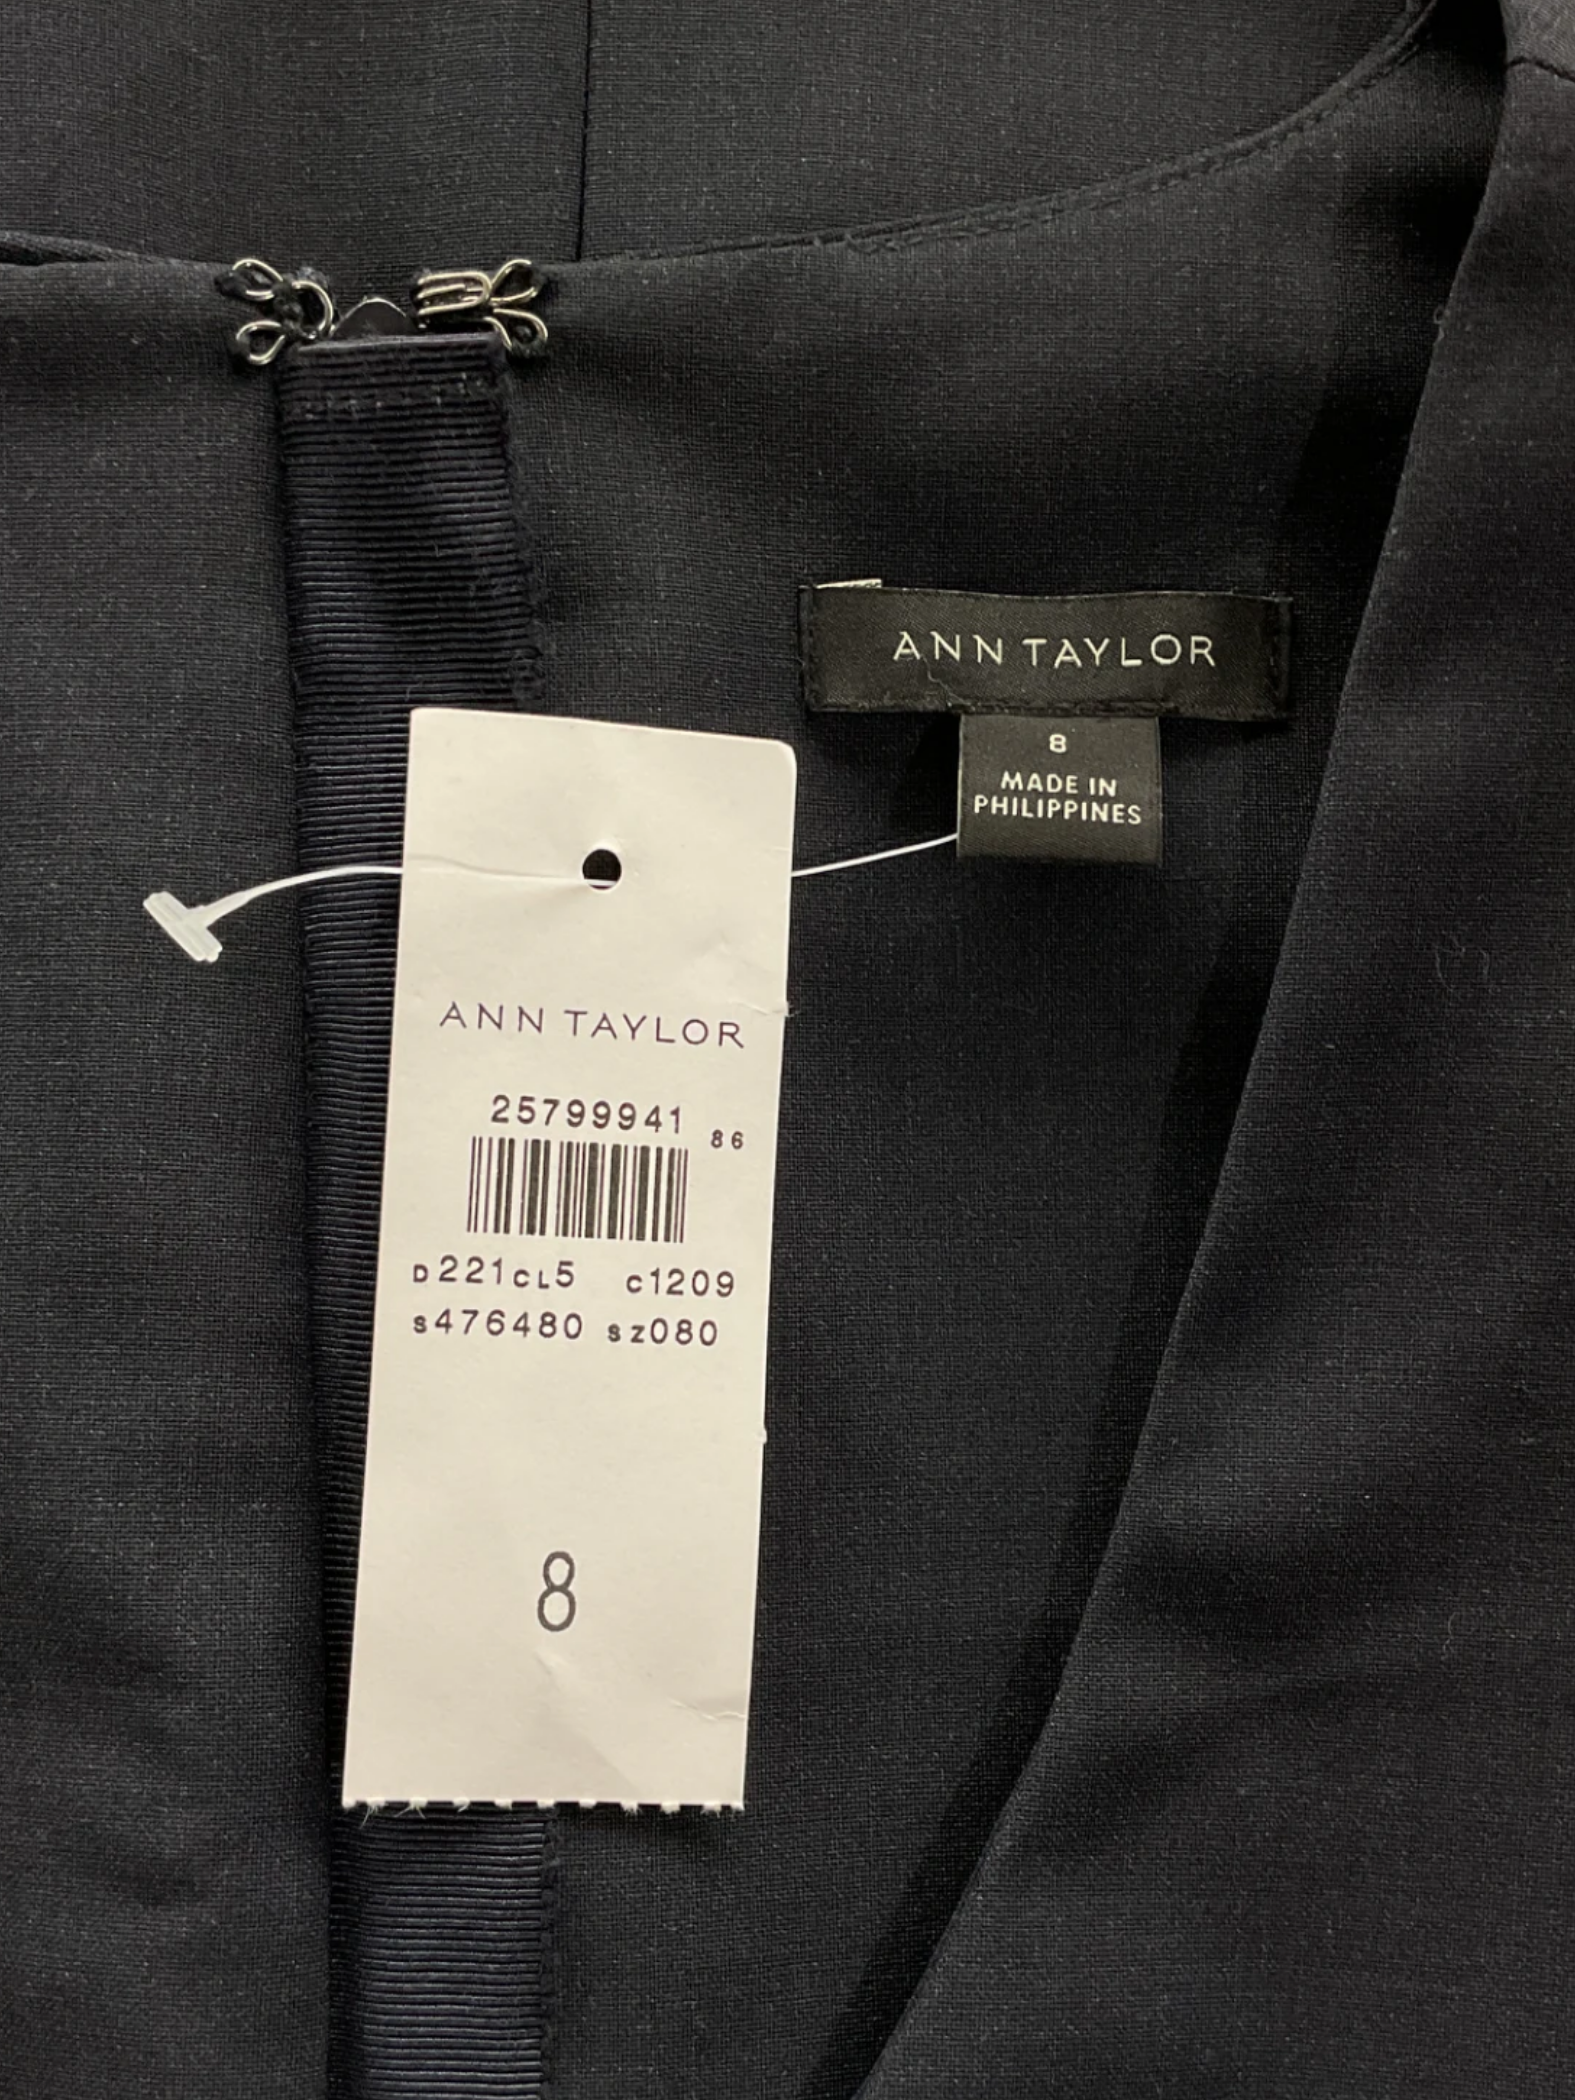 ANN TAYLOR
8
MADE IN
PHILIPPINES
ANN TAYLOR
25799941 86
D221CL5 C1209
S476480 SZ080
8